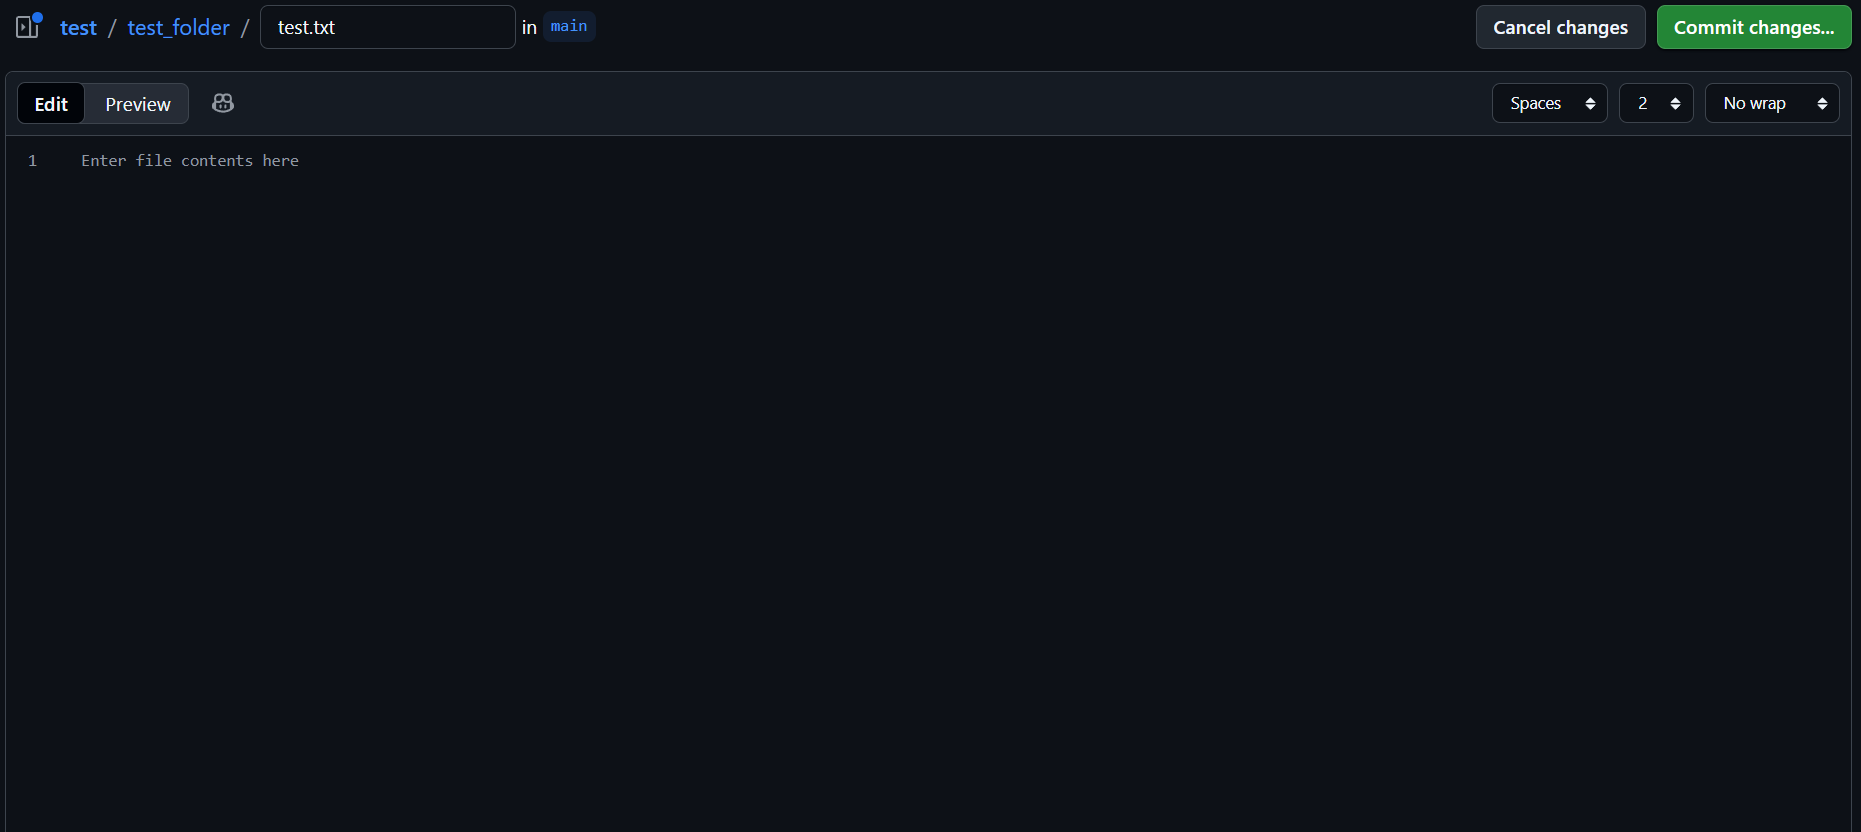 test / test_folder / test.txt in main Cancel changes Commit changes...
Edit Preview Spaces 2 No wrap
1 Enter file contents here